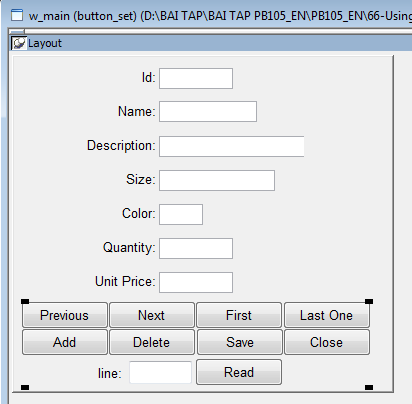 w_main (button_set) (D:\BAI TAP\BAI TAP PB105_EN\PB105_EN\66-Using
Layout
Id:
Name:
Description:
Size:
Color:
Quantity:
Unit Price:
Previous Next First Last One
Add Delete Save Close
line: Read